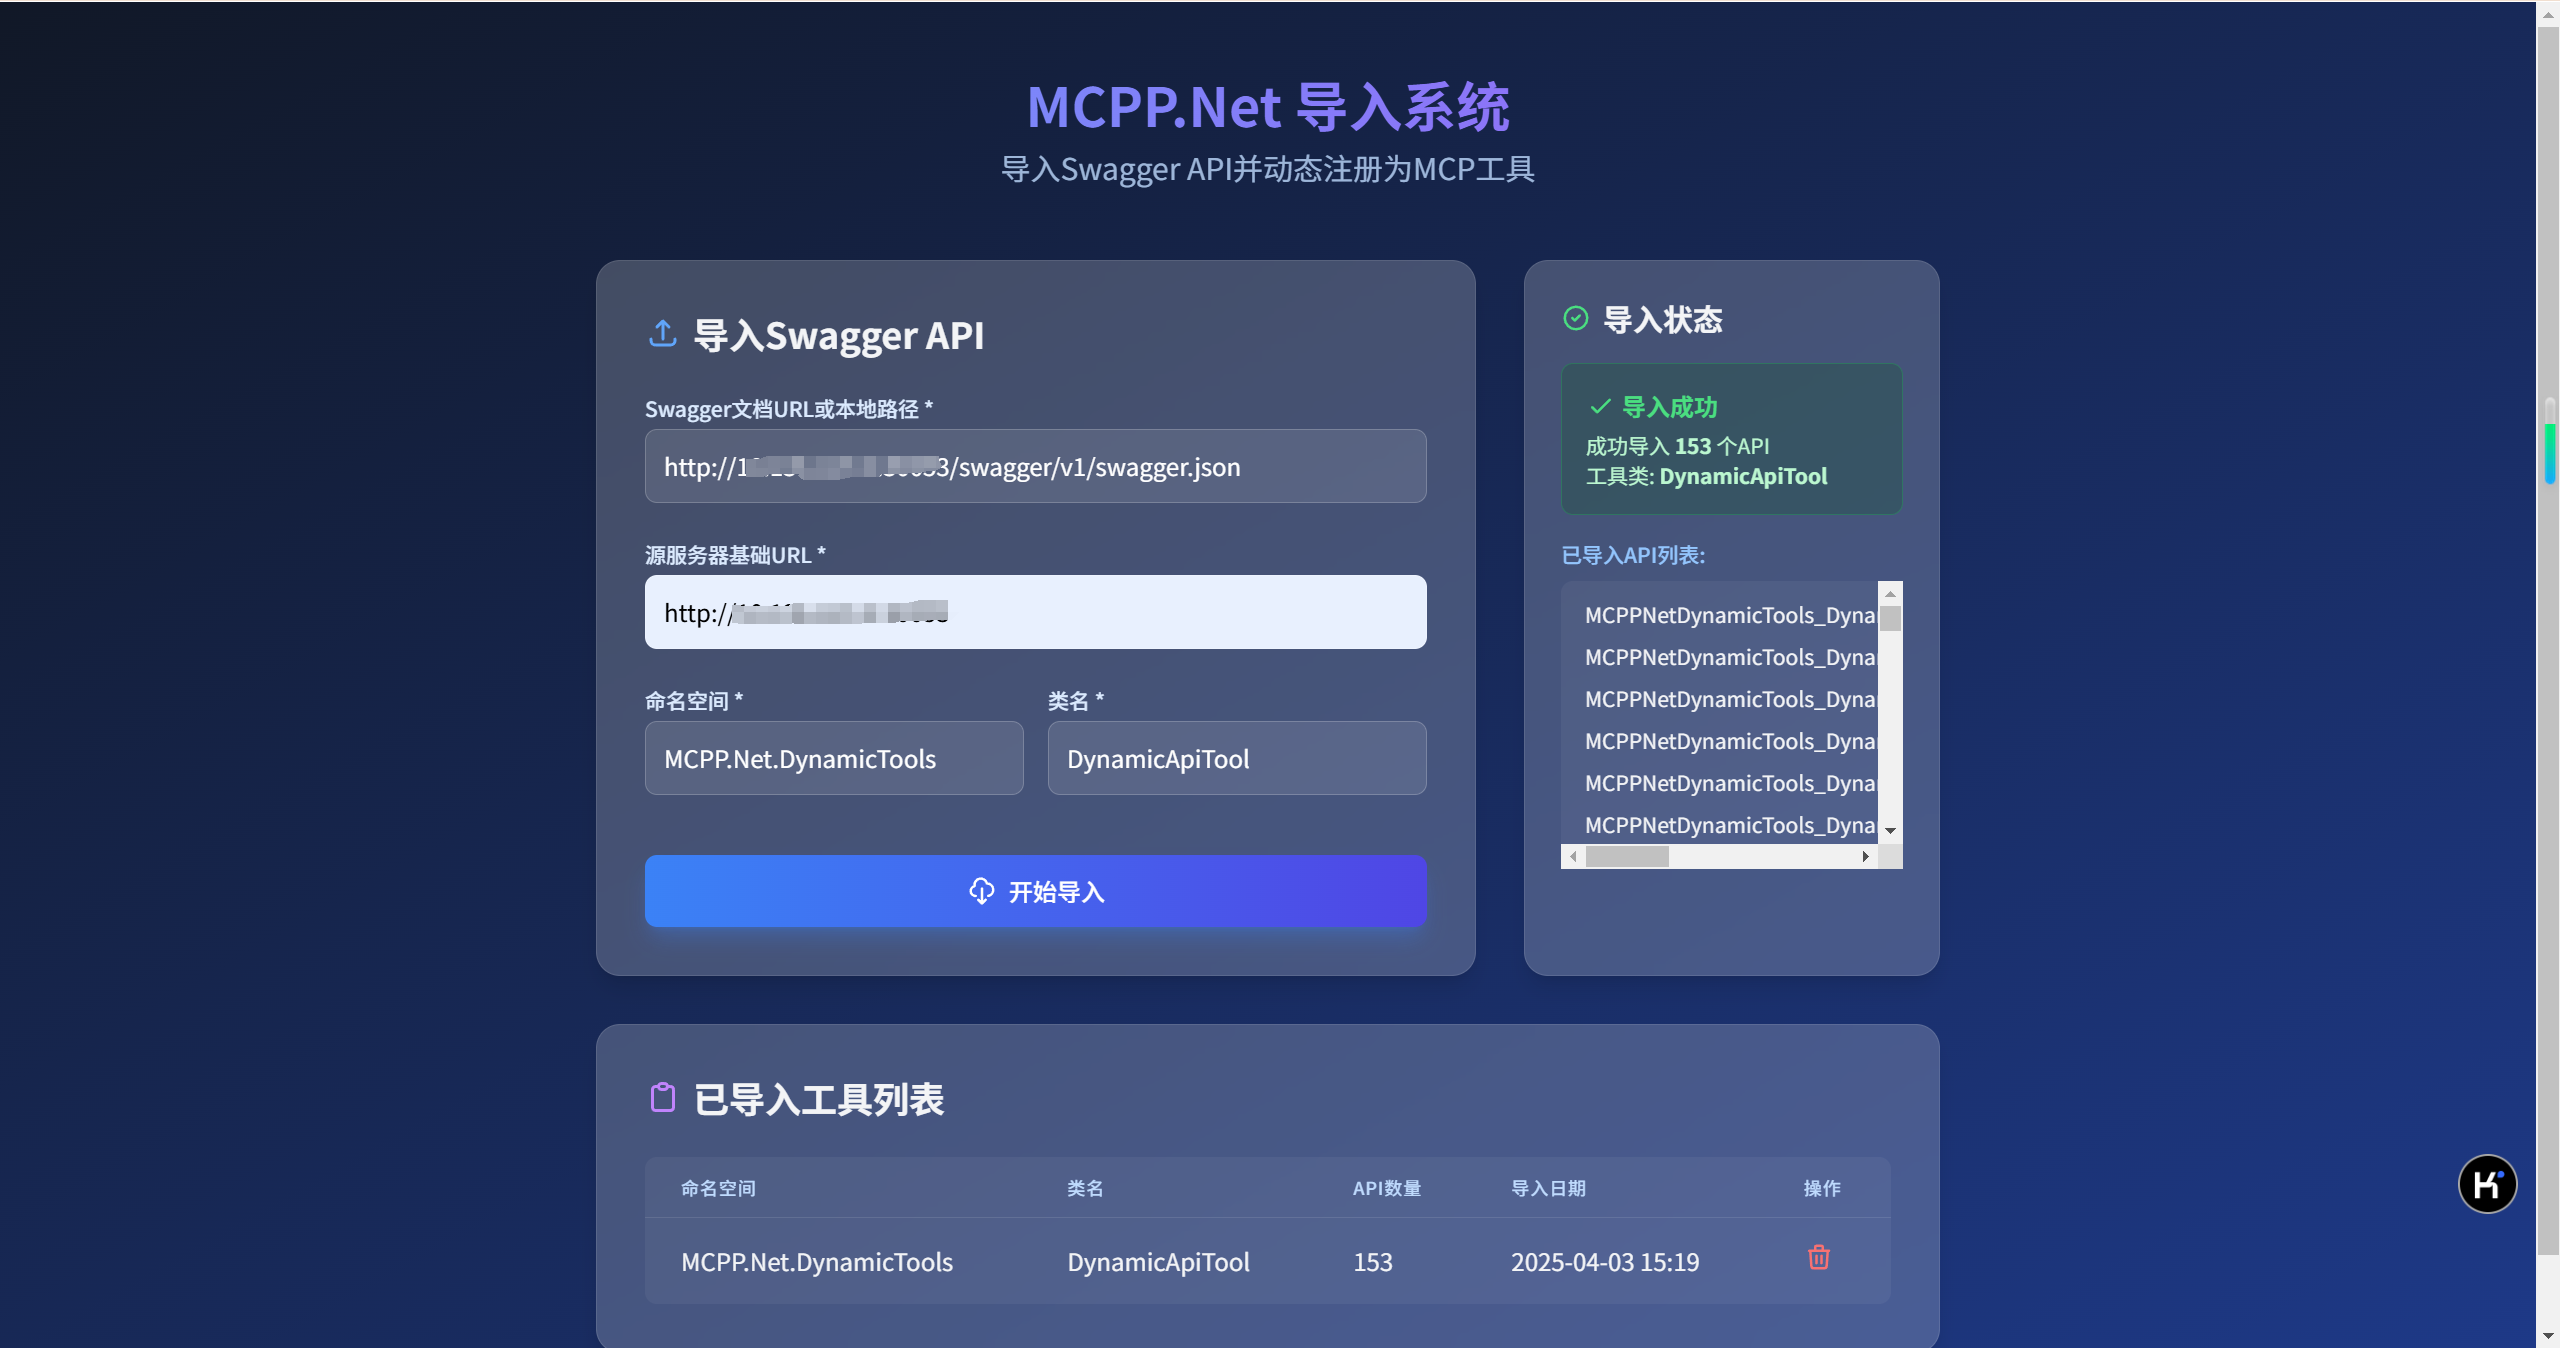 MCPP.Net 导入系统
导入Swagger API并动态注册为MCP工具
导入Swagger API
Swagger文档URL或本地路径 *
http://1 3/swagger/v1/swagger.json
源服务器基础URL *
http://
命名空间 *
类名 *
MCPP.Net.DynamicTools
DynamicApiTool
开始导入
导入状态
导入成功
成功导入 153 个API
工具类: DynamicApiTool
已导入API列表:
MCPPNetDynamicTools_Dyna
MCPPNetDynamicTools_Dyna
MCPPNetDynamicTools_Dyna
MCPPNetDynamicTools_Dyna
MCPPNetDynamicTools_Dyna
MCPPNetDynamicTools_Dyna
已导入工具列表
命名空间 类名 API数量 导入日期 操作
MCPP.Net.DynamicTools DynamicApiTool 153 2025-04-03 15:19